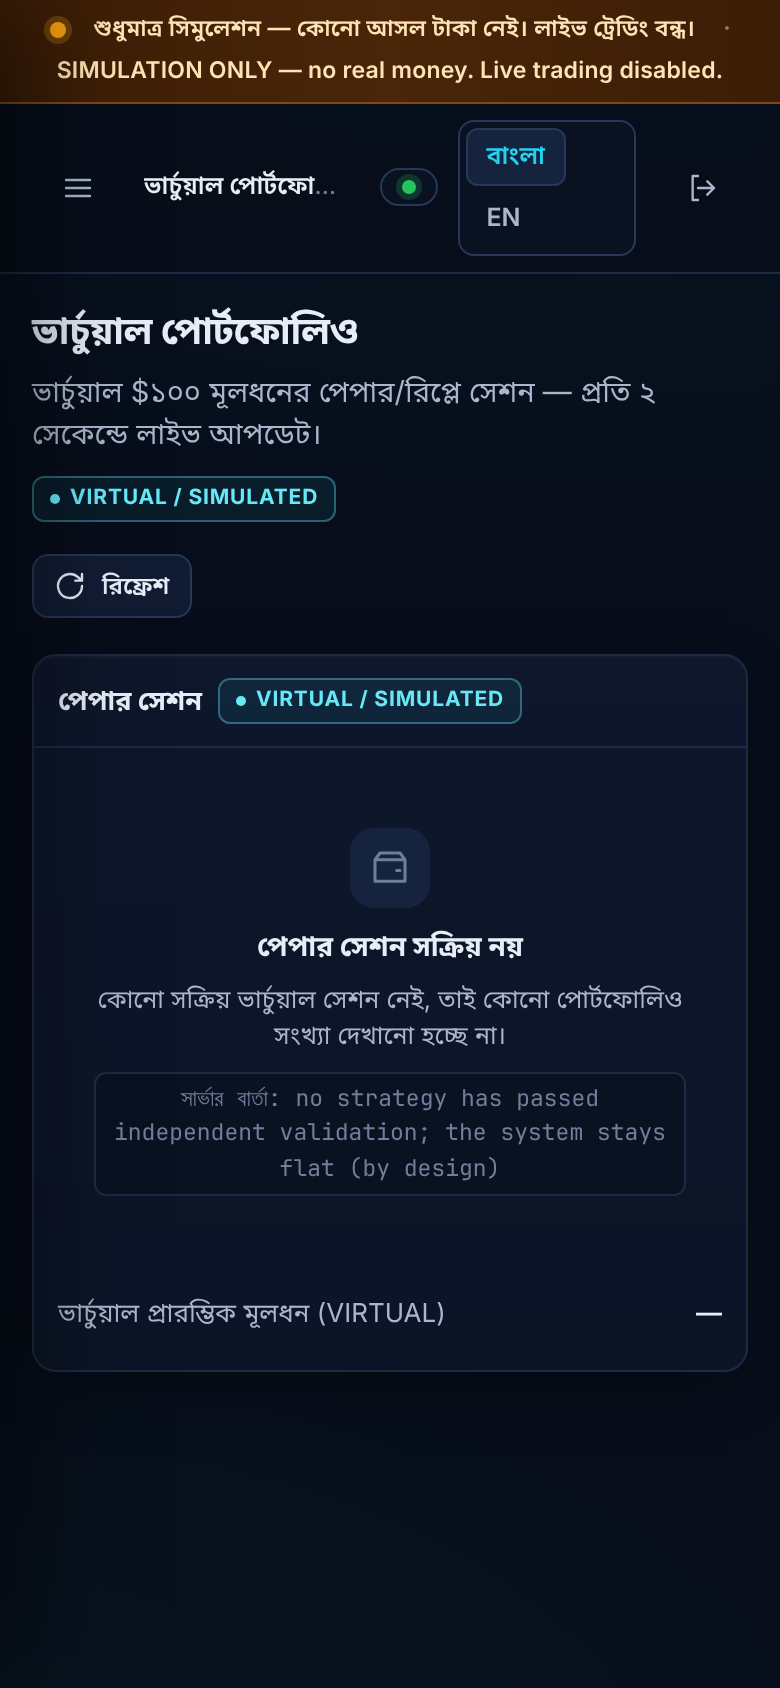 শুধুমাত্র সিমুলেশন — কোনো আসল টাকা নেই। লাইভ ট্রেডিং বন্ধ। ·
SIMULATION ONLY — no real money. Live trading disabled.
ভার্চুয়াল পোর্টফো...
বাংলা
EN
ভার্চুয়াল পোর্টফোলিও
ভার্চুয়াল $১০০ মূলধনের পেপার/রিপ্লে সেশন — প্রতি ২
সেকেন্ডে লাইভ আপডেট।
VIRTUAL / SIMULATED
রিফ্রেশ
পেপার সেশন VIRTUAL / SIMULATED
পেপার সেশন সক্রিয় নয়
কোনো সক্রিয় ভার্চুয়াল সেশন নেই, তাই কোনো পোর্টফোলিও
সংখ্যা দেখানো হচ্ছে না।
সার্ভার বার্তা: no strategy has passed
independent validation; the system stays
flat (by design)
ভার্চুয়াল প্রারম্ভিক মূলধন (VIRTUAL) —